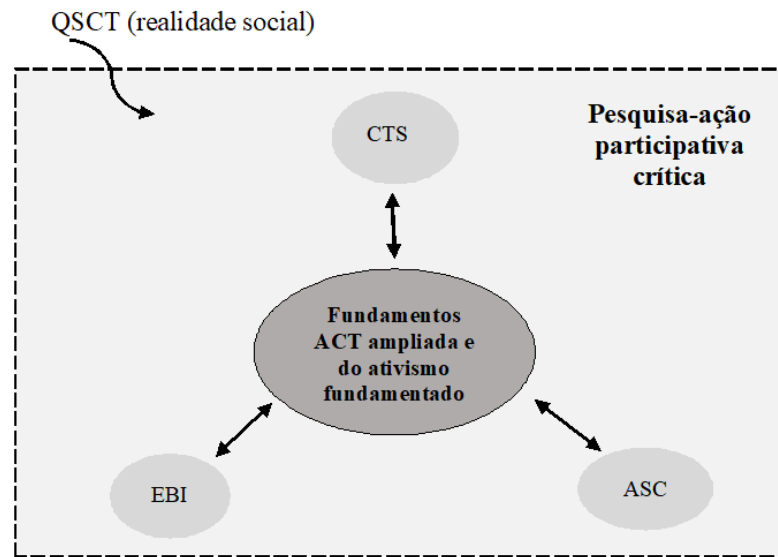 QSCT (realidade social)
CTS
Pesquisa-ação
participativa
crítica
Fundamentos
ACT ampliada e
do ativismo
fundamentado
EBI
ASC